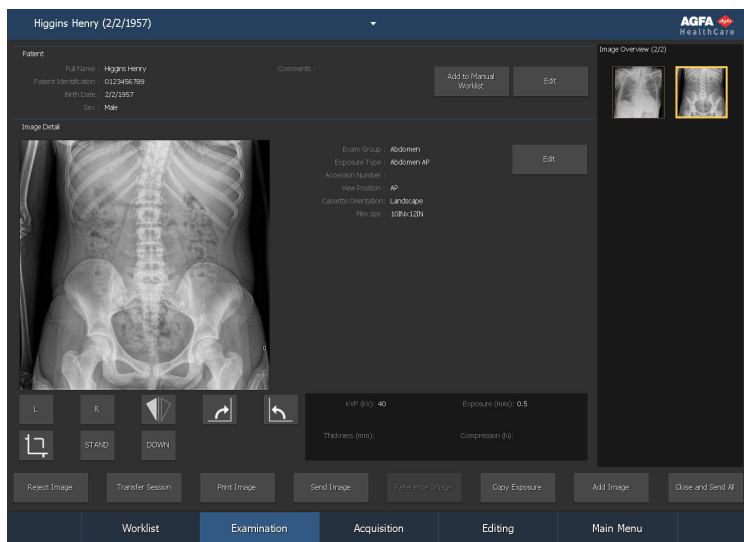 Higgins Henry (2/2/1957)
AGFA
HealthCare
Patient
Full Name : Higgins Henry
Patient Identification : 0123456789
Birth Date : 2/2/1957
Sex : Male
Comments :
Add to Manual
Worklist
Edit
Image Overview (2/2)
Image Detail
Exam Group : Abdomen
Exposure Type : Abdomen AP
Accession Number :
View Position : AP
Cassette Orientation: Landscape
Film size : 10INx12IN
Edit
L
R
STAND
DOWN
KVP (kV): 40
Exposure (mAs): 0.5
Thickness (mm):
Compression (N):
Reject Image
Transfer Session
Print Image
Send Image
Reference Image
Copy Exposure
Add Image
Close and Send All
Worklist
Examination
Acquisition
Editing
Main Menu